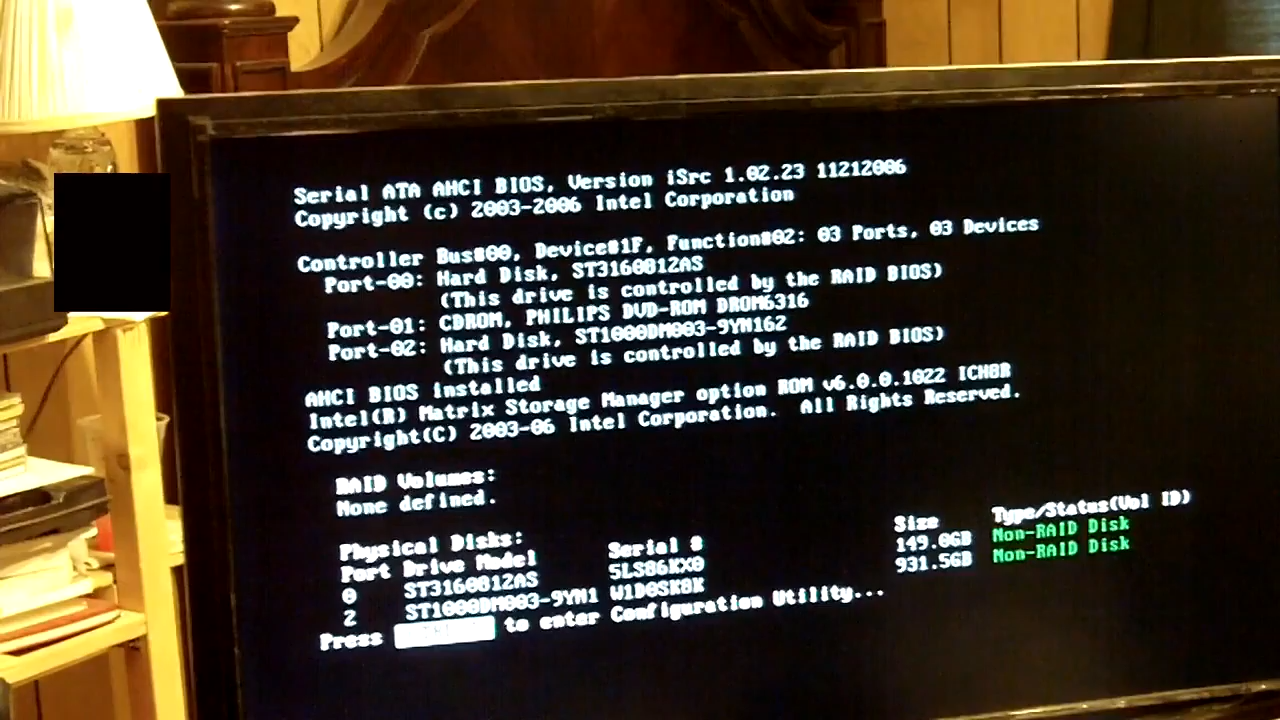 Serial ATA AHCI BIOS, Version iSrc 1.02.23 11212006
Copyright (c) 2003-2006 Intel Corporation
Controller Bus#00, Device#1F, Function#02: 03 Ports, 03 Devices
Port-00: Hard Disk, ST3160812AS
(This drive is controlled by the RAID BIOS)
Port-01: CDROM, PHILIPS DVD-ROM DROM6316
Port-02: Hard Disk, ST1000DM003-9YN162
(This drive is controlled by the RAID BIOS)
AHCI BIOS installed
Intel(R) Matrix Storage Manager option ROM v6.0.0.1022 ICH8R
Copyright(C) 2003-06 Intel Corporation. All Rights Reserved.
RAID Volumes:
None defined.
Physical Disks:
Port Drive Model Serial # Size Type/Status(Vol ID)
0 ST3160812AS 5LS86KX0 149.0GB Non-RAID Disk
2 ST1000DM003-9YN1 W1D0SK8K 931.5GB Non-RAID Disk
Press to enter Configuration Utility...